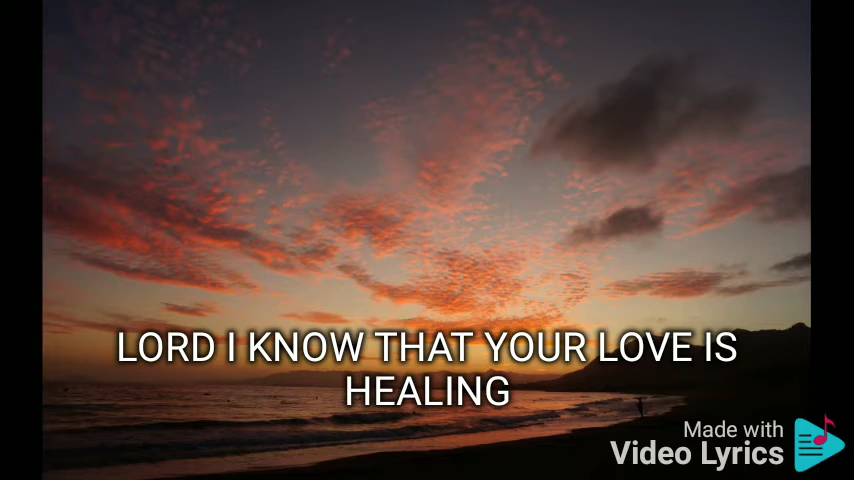 LORD I KNOW THAT YOUR LOVE IS
HEALING
Made with
Video Lyrics